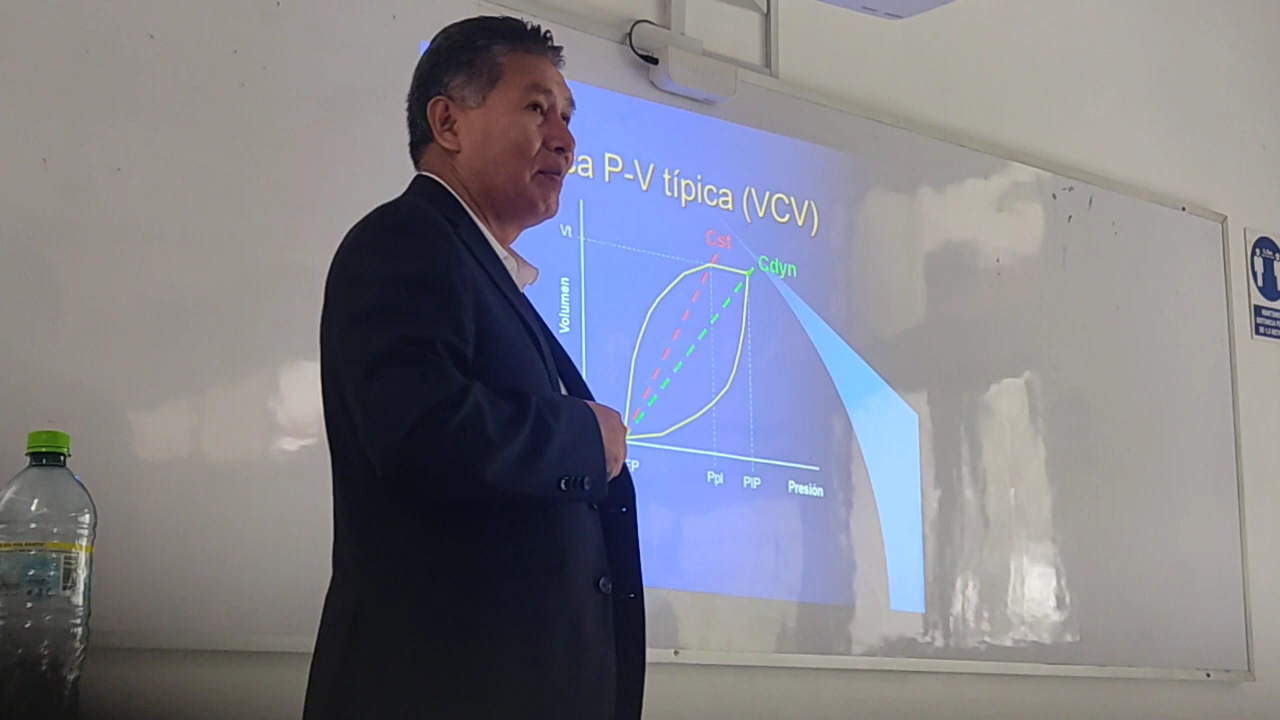 a P-V típica (VCV)
Vt
Cst
Cdyn
Volumen
Ppl
PIP
Presión